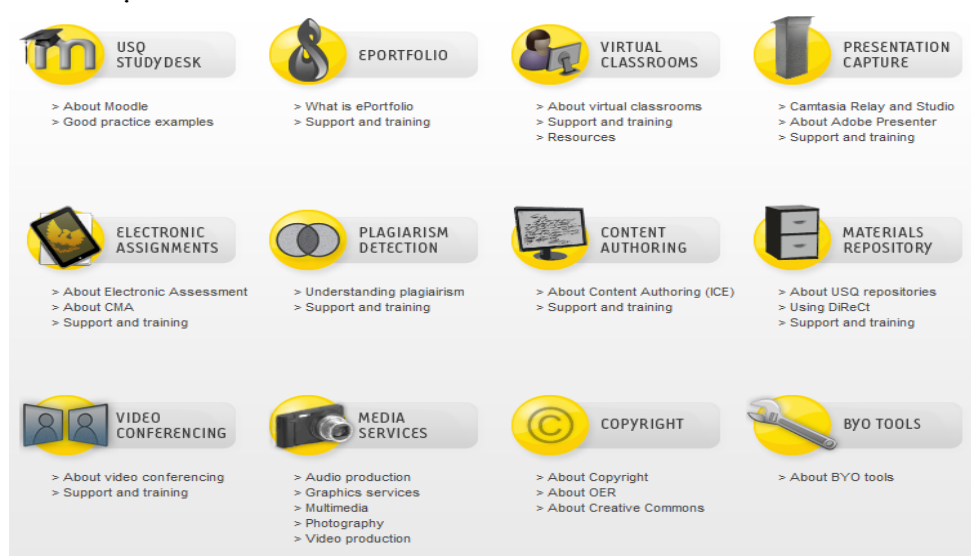 USQ
STUDYDESK
> About Moodle
> Good practice examples
EPORTFOLIO
> What is ePortfolio
> Support and training
VIRTUAL
CLASSROOMS
> About virtual classrooms
> Support and training
> Resources
PRESENTATION
CAPTURE
> Camtasia Relay and Studio
> About Adobe Presenter
> Support and training
ELECTRONIC
ASSIGNMENTS
> About Electronic Assessment
> About CMA
> Support and training
PLAGIARISM
DETECTION
> Understanding plagiairism
> Support and training
CONTENT
AUTHORING
> About Content Authoring (ICE)
> Support and training
MATERIALS
REPOSITORY
> About USQ repositories
> Using DiReCt
> Support and training
VIDEO
CONFERENCING
> About video conferencing
> Support and training
MEDIA
SERVICES
> Audio production
> Graphics services
> Multimedia
> Photography
> Video production
©
COPYRIGHT
> About Copyright
> About OER
> About Creative Commons
BYO TOOLS
> About BYO tools